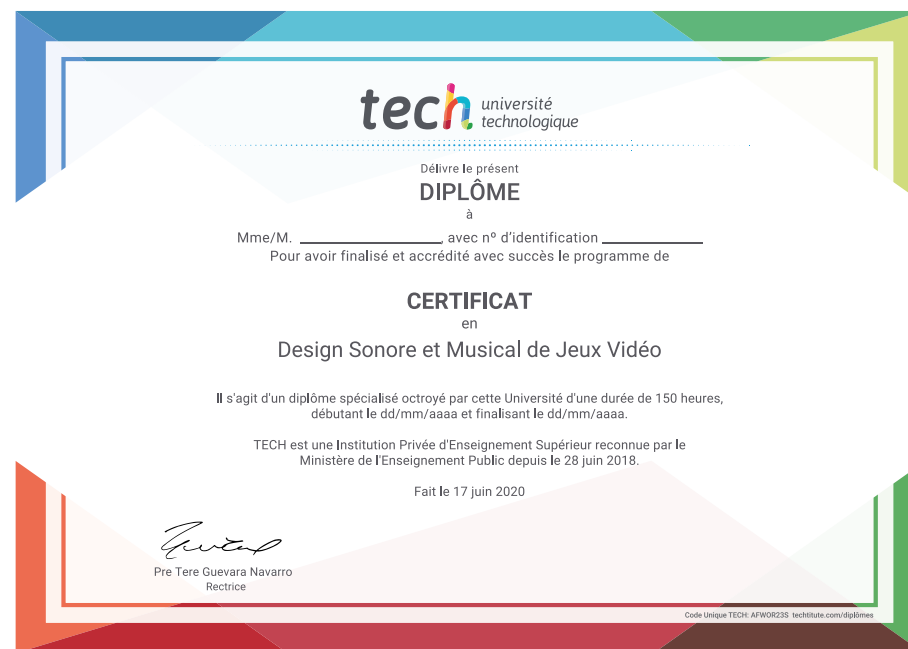 tech université
technologique
Délivre le présent
DIPLÔME
à
Mme/M. ____________, avec nº d'identification ____________
Pour avoir finalisé et accrédité avec succès le programme de
CERTIFICAT
en
Design Sonore et Musical de Jeux Vidéo
Il s'agit d'un diplôme spécialisé octroyé par cette Université d'une durée de 150 heures,
débutant le dd/mm/aaaa et finalisant le dd/mm/aaaa.
TECH est une Institution Privée d'Enseignement Supérieur reconnue par le
Ministère de l'Enseignement Public depuis le 28 juin 2018.
Fait le 17 juin 2020
Pre Tere Guevara Navarro
Rectrice
Code Unique TECH: AFWOR23S techtitute.com/diplômes